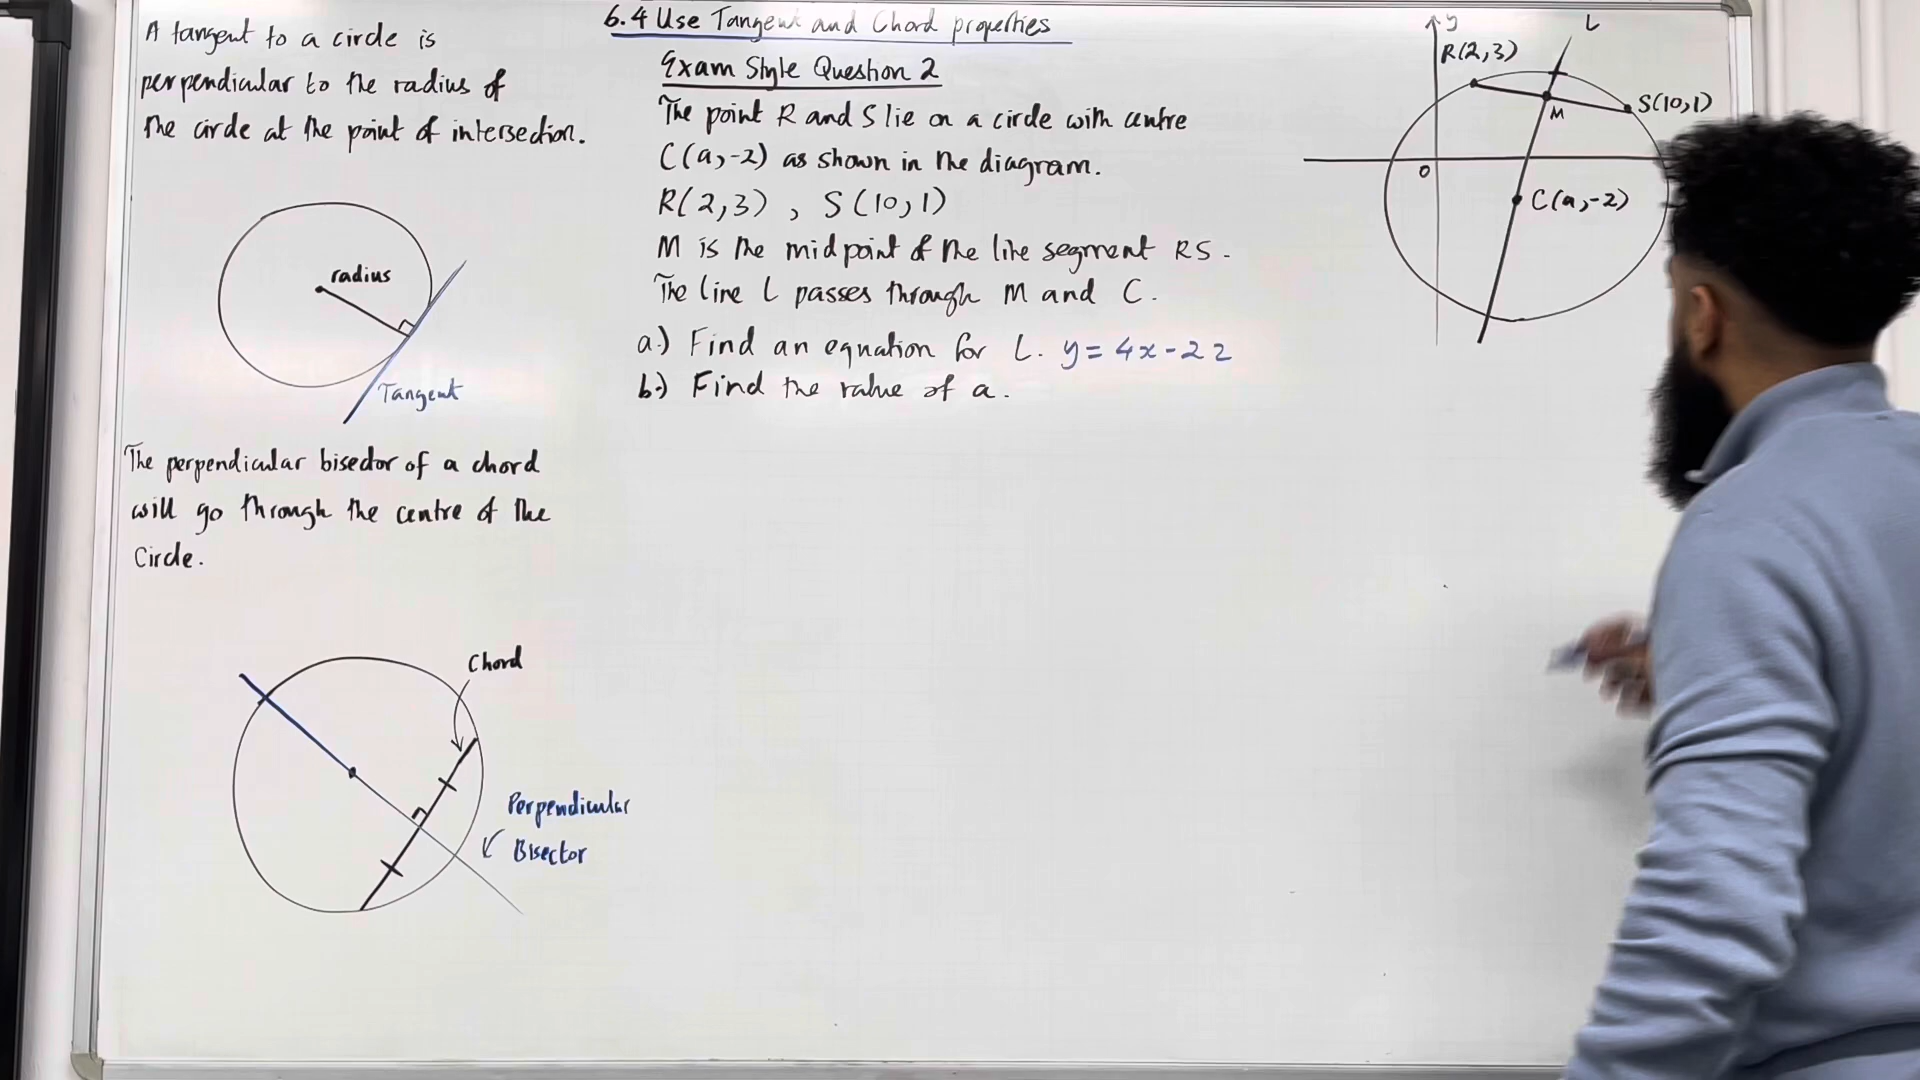 A tangent to a circle is
perpendicular to the radius of
the circle at the point of intersection.
radius
Tangent
The perpendicular bisector of a chord
will go through the centre of the
Circle.
Chord
Perpendicular
Bisector
6.4 Use Tangent and Chord properties
Exam Style Question 2
The point R and S lie on a circle with centre
C(a,-2) as shown in the diagram.
R(2,3) , S(10,1)
M is the midpoint of the line segment RS.
The line L passes through M and C.
a.) Find an equation for L. y=4x-22
b.) Find the value of a.
y
L
R(2,3)
S(10,1)
M
O
C(a,-2)